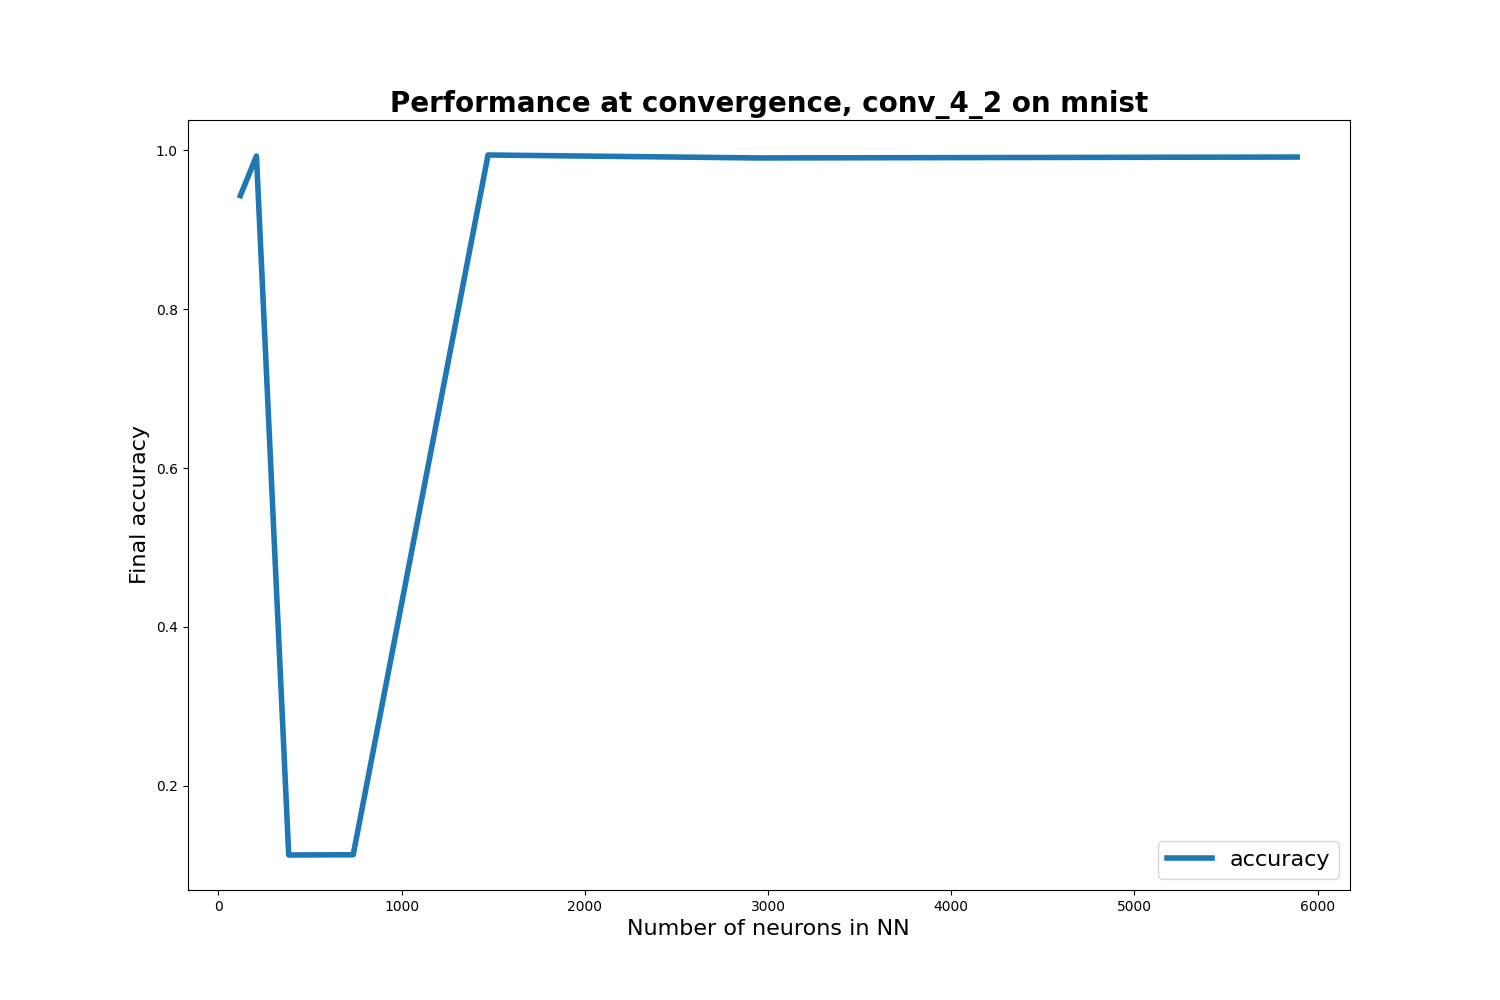 Performance at convergence, conv_4_2 on mnist
1.0
0.8
0.6
0.4
0.2
Final accuracy
0 1000 2000 3000 4000 5000 6000
Number of neurons in NN
accuracy